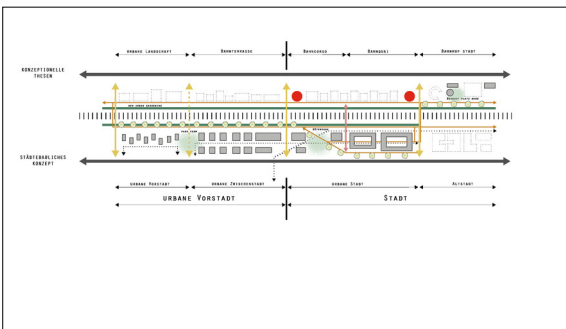 URBANE LANDSCHAFT
BAHNTERRASSE
BAHNCORSO
BAHNQUAI
BAHNHOF STADT
KONZEPTIONELLE
THESEN
STÄDTEBAULICHES
KONZEPT
URBANE VORSTADT
URBANE ZWISCHENSTADT
URBANE STADT
ALTSTADT
URBANE VORSTADT
STADT